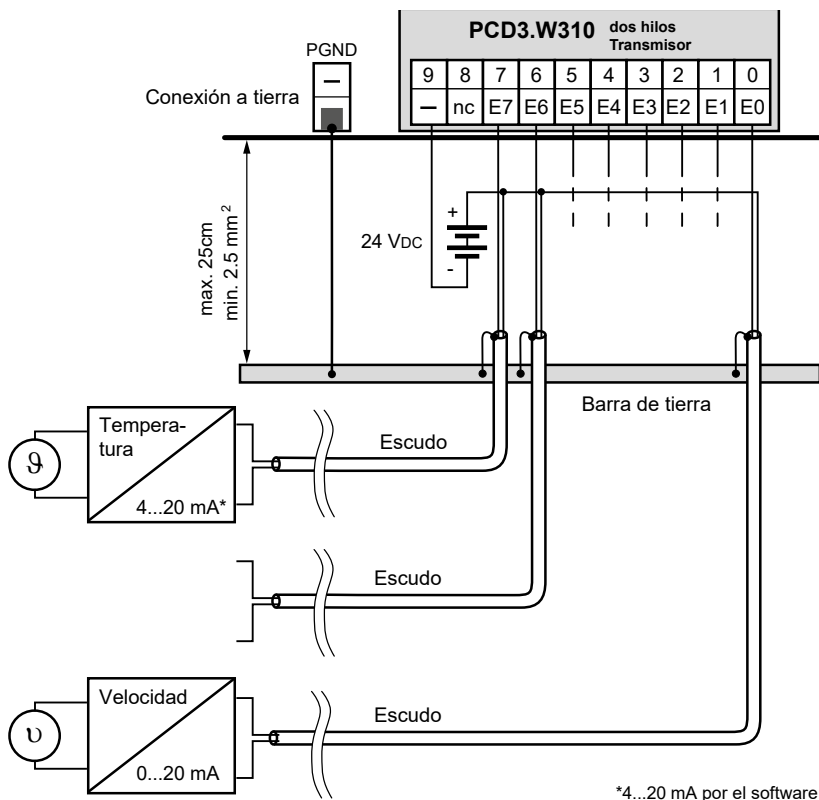 PCD3.W310 dos hilos
Transmisor
PGND
–
Conexión a tierra
9 8 7 6 5 4 3 2 1 0
– nc E7 E6 E5 E4 E3 E2 E1 E0
max. 25cm
min. 2.5 mm²
24 VDC
+
-
Barra de tierra
Tempera-
tura
4...20 mA*
ϑ
Escudo
Escudo
Velocidad
0...20 mA
υ
Escudo
*4...20 mA por el software